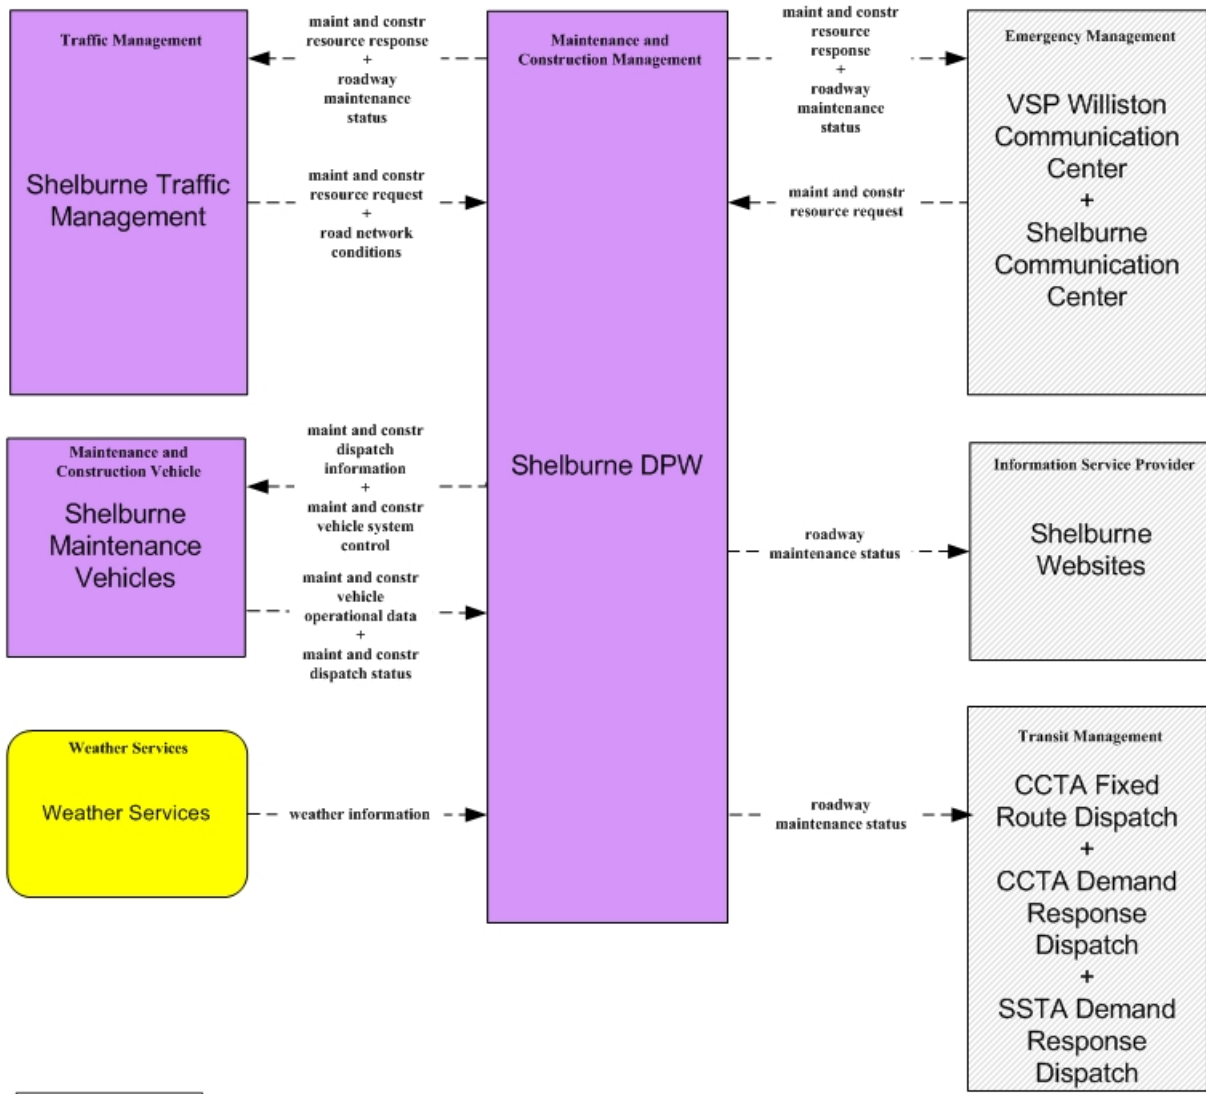 Traffic Management
Shelburne Traffic
Management
maint and constr
resource response
+
roadway
maintenance
status
maint and constr
resource request
+
road network
conditions
Maintenance and
Construction Management
Shelburne DPW
maint and constr
resource
response
+
roadway
maintenance
status
maint and constr
resource request
Emergency Management
VSP Williston
Communication
Center
+
Shelburne
Communication
Center
Maintenance and
Construction Vehicle
Shelburne
Maintenance
Vehicles
maint and constr
dispatch
information
+
maint and constr
vehicle system
control
maint and constr
vehicle
operational data
+
maint and constr
dispatch status
roadway
maintenance status
Information Service Provider
Shelburne
Websites
Weather Services
Weather Services
weather information
roadway
maintenance status
Transit Management
CCTA Fixed
Route Dispatch
+
CCTA Demand
Response
Dispatch
+
SSTA Demand
Response
Dispatch